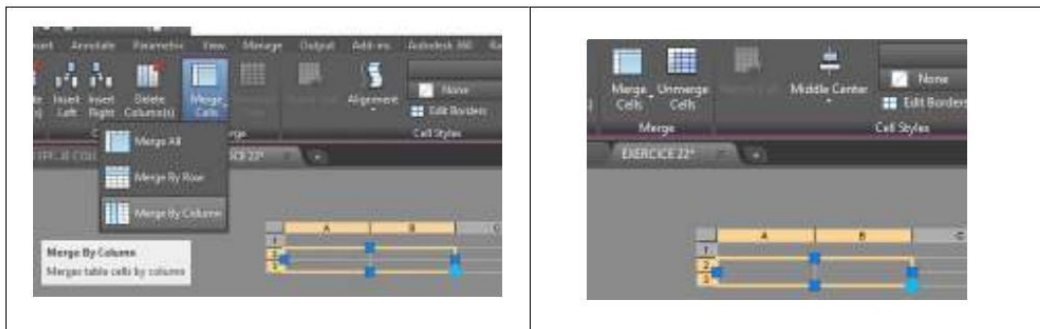 Annotate Parametric View Manage Output Add-ins Autodesk 360
Insert Insert Delete Merge Alignment None
Left Right Column(s) Cells Edit Borders
Cell Styles
Merge All
EXERCICE 22*
Merge By Row
Merge By Column
A B
1
2
3
Merge By Column
Merges table cells by column
Merge Unmerge Middle Center None
Cells Cells Edit Borders
Merge Cell Styles
EXERCICE 22*
A B C
1
2
3